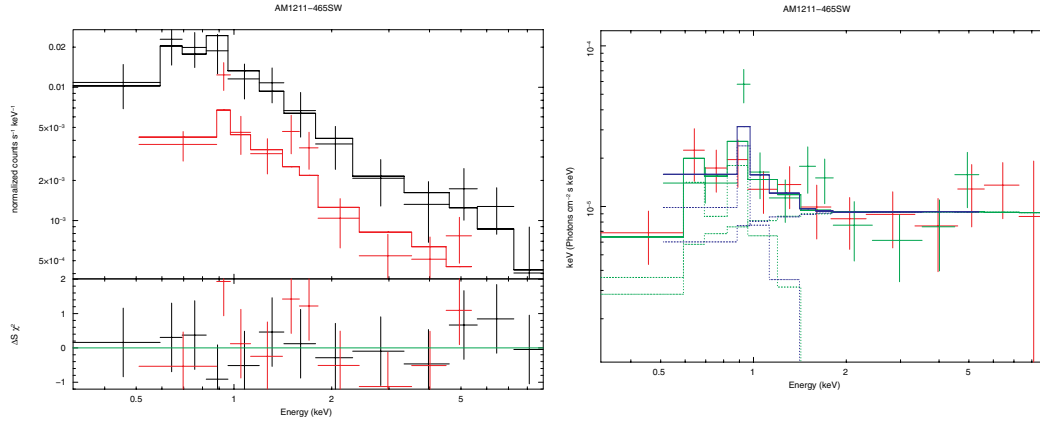 AM1211−465SW
0.02
0.01
5×10⁻³
2×10⁻³
10⁻³
5×10⁻⁴
normalized counts s⁻¹ keV⁻¹
2
1
0
−1
ΔS χ²
0.5
1
2
5
Energy (keV)
AM1211−465SW
10⁻⁴
10⁻⁵
keV (Photons cm⁻² s keV)
1
2
5
Energy (keV)